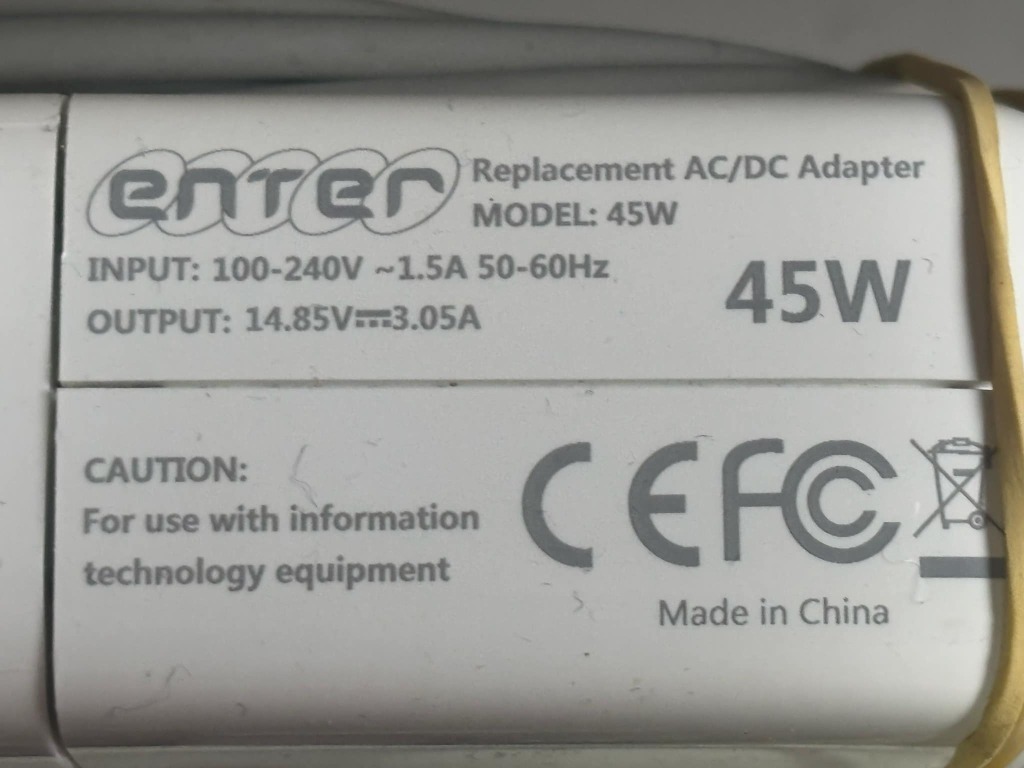 enter
Replacement AC/DC Adapter
MODEL: 45W
INPUT: 100-240V ~1.5A 50-60Hz
OUTPUT: 14.85V⎓3.05A
45W
CAUTION:
For use with information
technology equipment
CE FC
Made in China